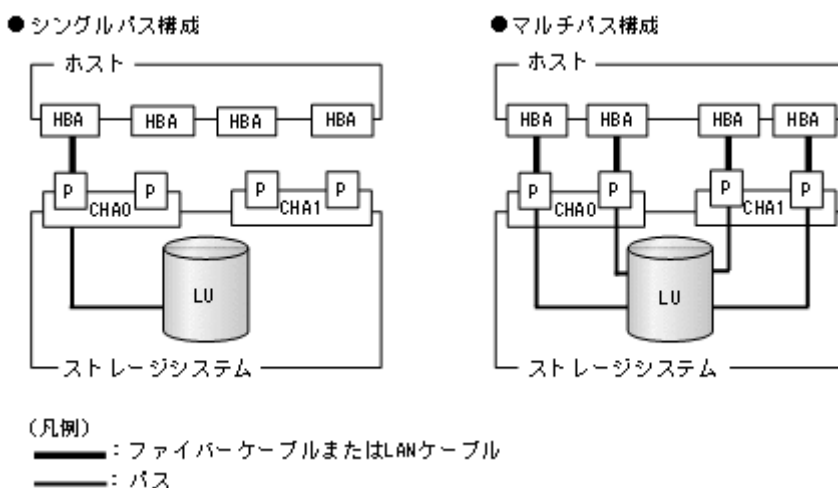 ●シングルパス構成
ホスト
HBA HBA HBA HBA
P P P P
CHA0 CHA1
LU
ストレージシステム
●マルチパス構成
ホスト
HBA HBA HBA HBA
P P P P
CHA0 CHA1
LU
ストレージシステム
(凡例)
:ファイバーケーブルまたはLANケーブル
:パス